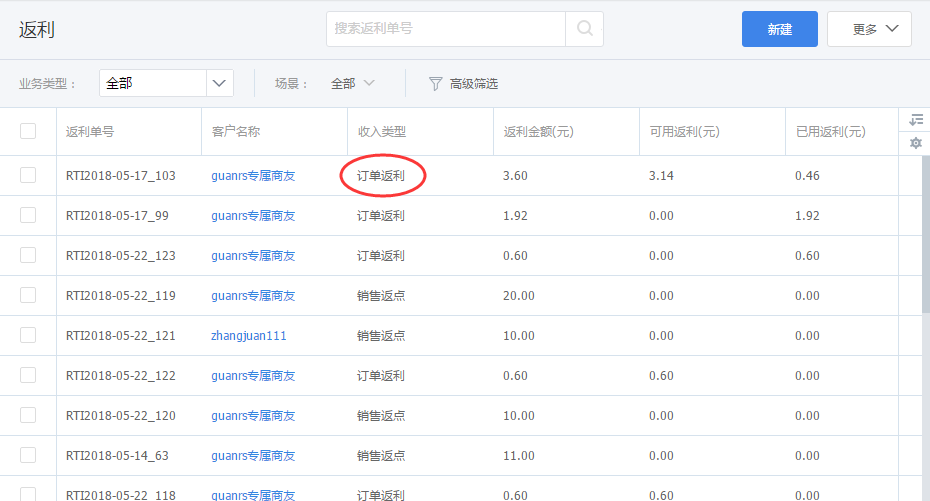 返利 搜索返利单号 新建 更多
业务类型： 全部 场景： 全部 高级筛选
返利单号 客户名称 收入类型 返利金额(元) 可用返利(元) 已用返利(元)
RTI2018-05-17_103 guanrs专属商友 订单返利 3.60 3.14 0.46
RTI2018-05-17_99 guanrs专属商友 订单返利 1.92 0.00 1.92
RTI2018-05-22_123 guanrs专属商友 订单返利 0.60 0.00 0.60
RTI2018-05-22_119 guanrs专属商友 销售返点 20.00 0.00 0.00
RTI2018-05-22_121 zhangjuan111 销售返点 10.00 0.00 0.00
RTI2018-05-22_122 guanrs专属商友 订单返利 0.60 0.60 0.00
RTI2018-05-22_120 guanrs专属商友 销售返点 10.00 0.00 0.00
RTI2018-05-14_63 guanrs专属商友 销售返点 11.00 0.00 0.00
RTI2018-05-22_118 guanrs专属商友 订单返利 0.60 0.00 0.00